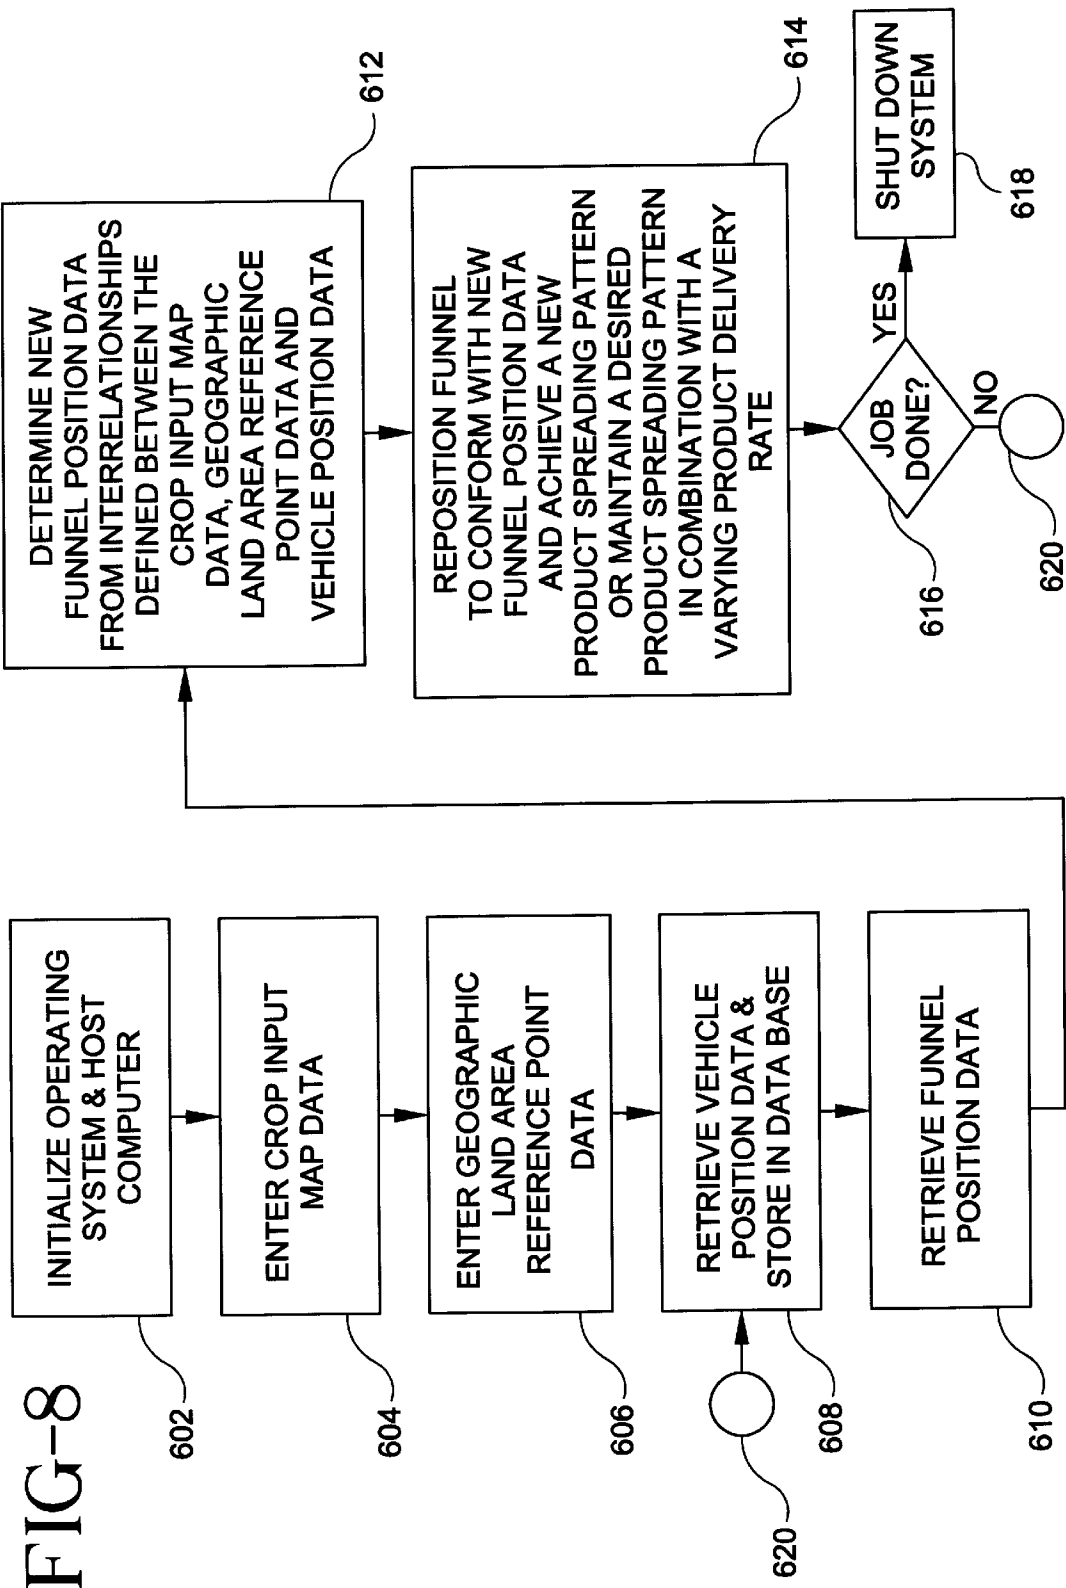 FIG-8
INITIALIZE OPERATING
SYSTEM & HOST
COMPUTER
602
ENTER CROP INPUT
MAP DATA
604
ENTER GEOGRAPHIC
LAND AREA
REFERENCE POINT
DATA
606
RETRIEVE VEHICLE
POSITION DATA &
STORE IN DATA BASE
608
620
RETRIEVE FUNNEL
POSITION DATA
610
DETERMINE NEW
FUNNEL POSITION DATA
FROM INTERRELATIONSHIPS
DEFINED BETWEEN THE
CROP INPUT MAP
DATA, GEOGRAPHIC
LAND AREA REFERENCE
POINT DATA AND
VEHICLE POSITION DATA
612
REPOSITION FUNNEL
TO CONFORM WITH NEW
FUNNEL POSITION DATA
AND ACHIEVE A NEW
PRODUCT SPREADING PATTERN
OR MAINTAIN A DESIRED
PRODUCT SPREADING PATTERN
IN COMBINATION WITH A
VARYING PRODUCT DELIVERY
RATE
614
JOB
DONE?
616
YES
NO
SHUT DOWN
SYSTEM
618
620